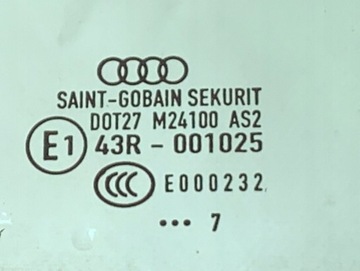 SAINT-GOBAIN SEKURIT
DOT27 M24100 AS2
E1 43R - 001025
CCC E000232
••• 7